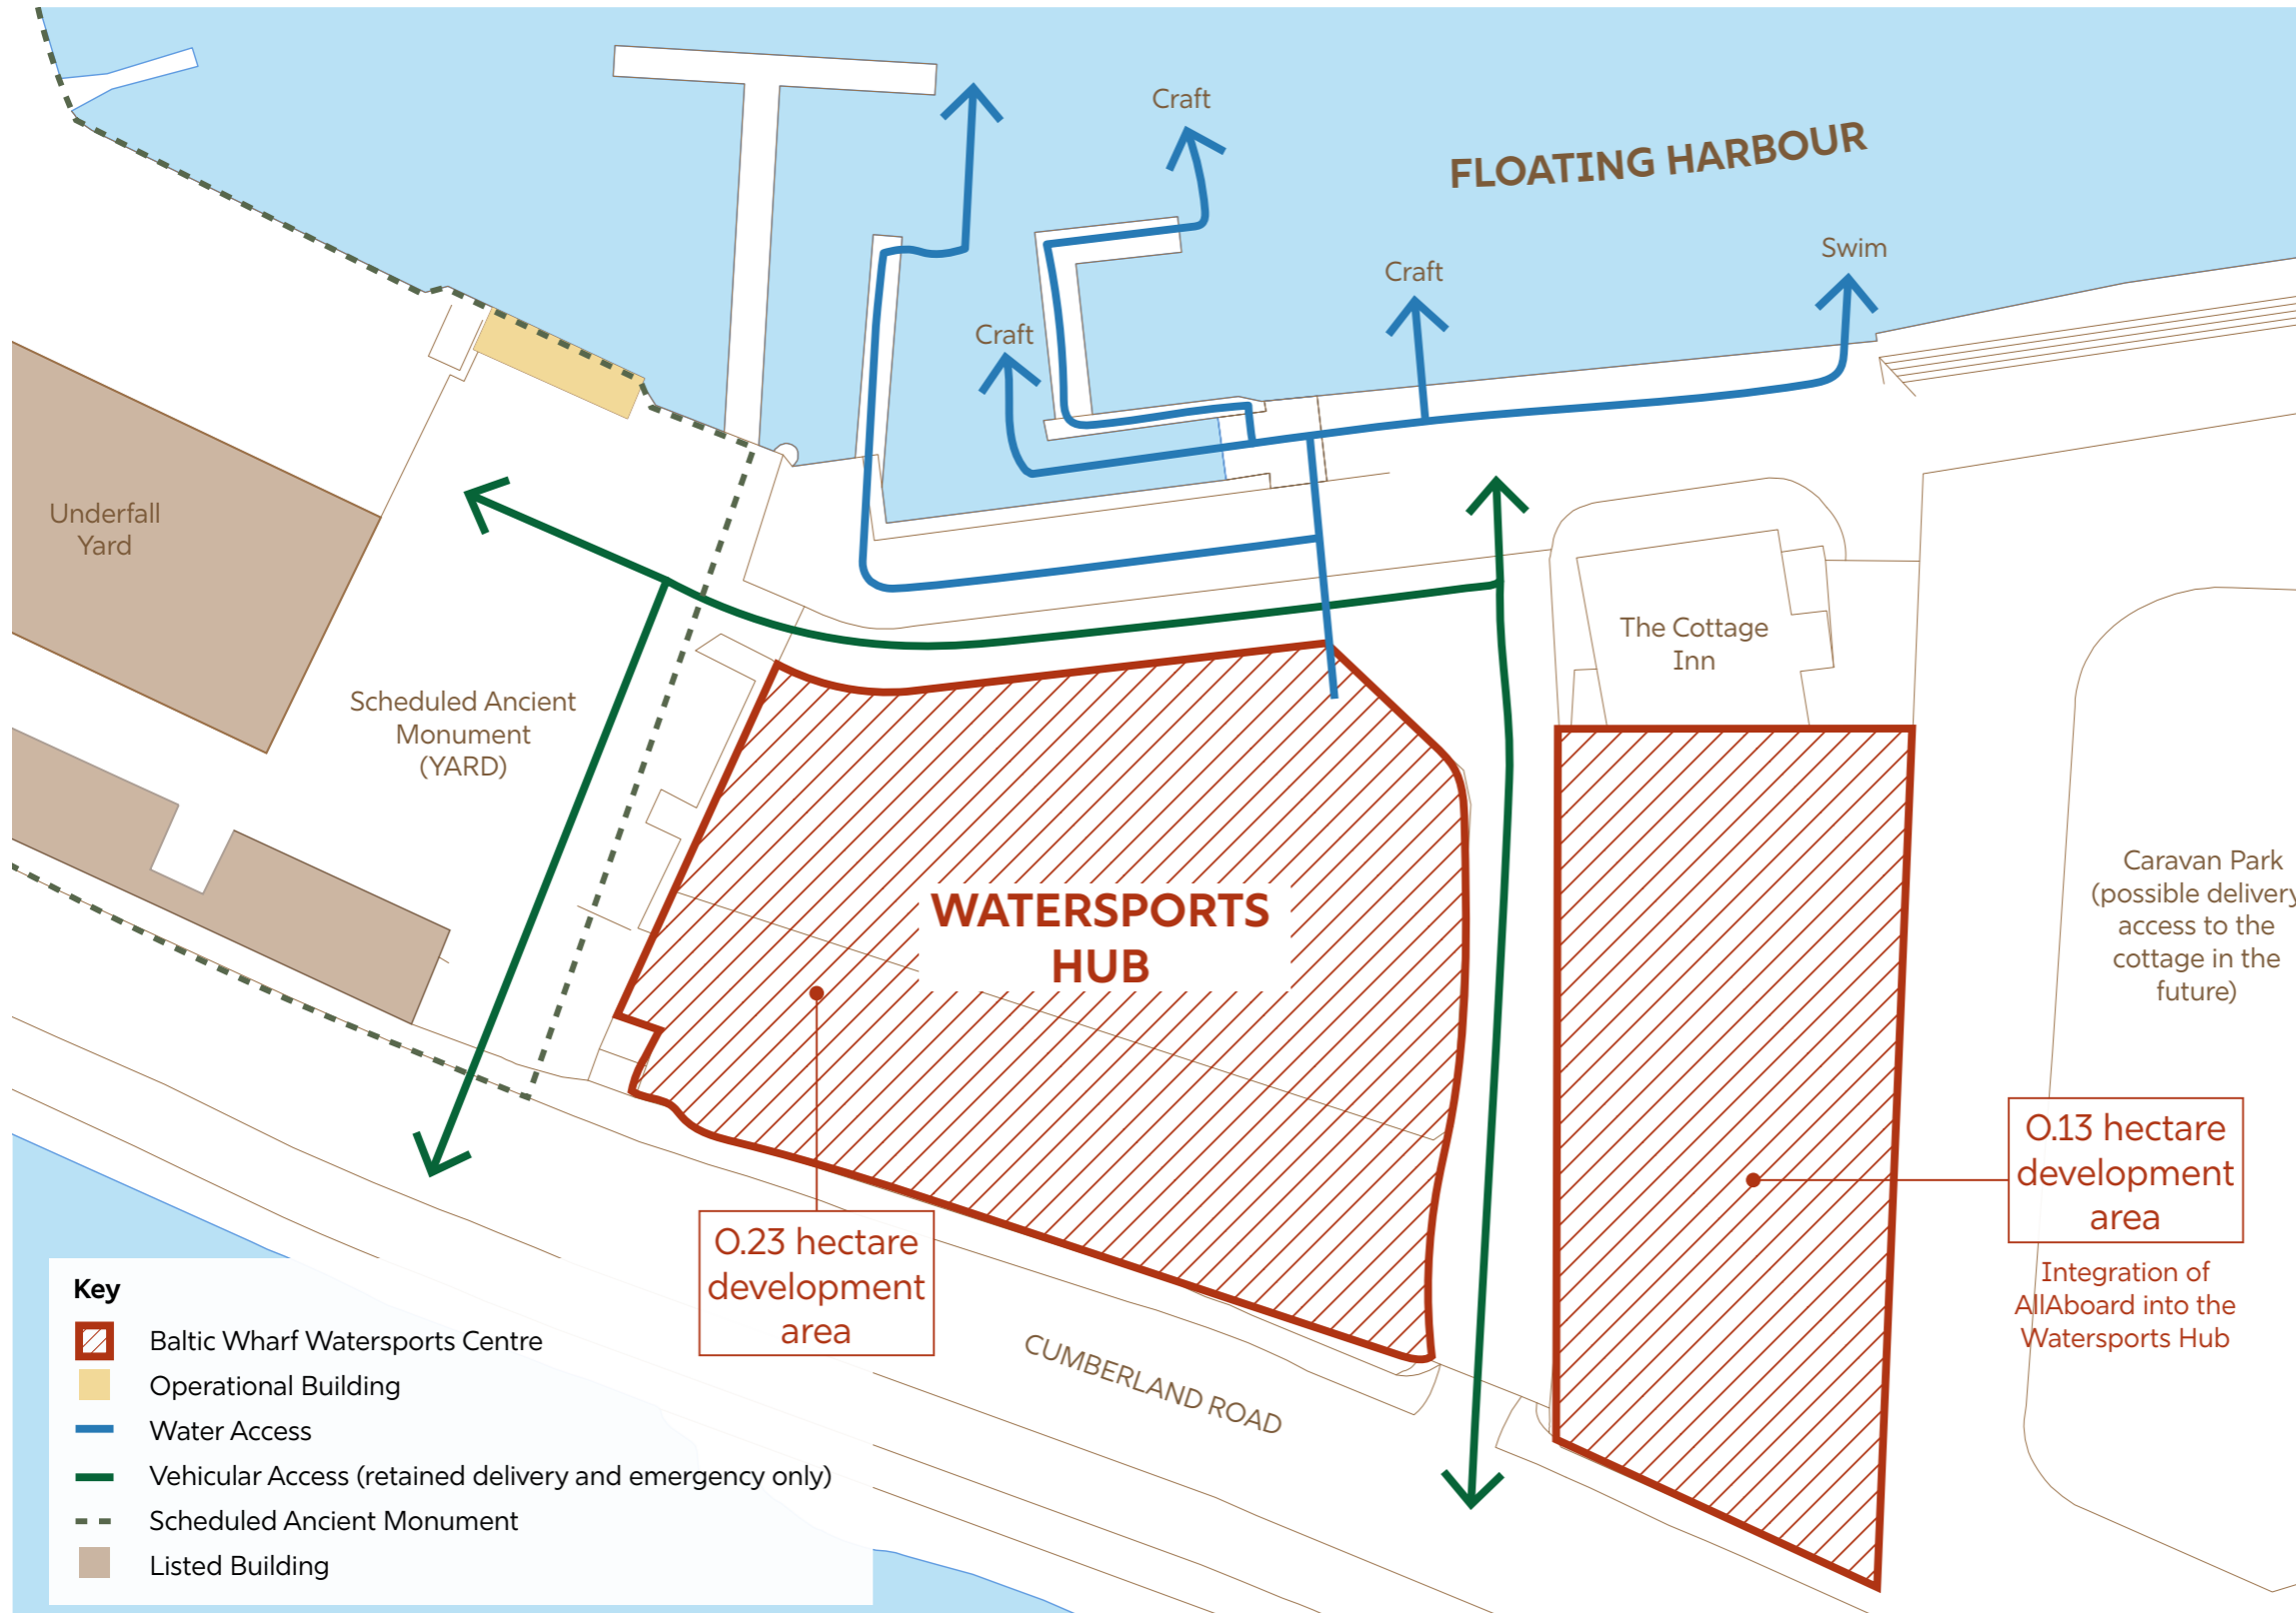 Craft
FLOATING HARBOUR
Swim
Craft
Craft
Underfall
Yard
The Cottage
Inn
Scheduled Ancient
Monument
(YARD)
WATERSPORTS
HUB
Caravan Park
(possible delivery
access to the
cottage in the
future)
0.13 hectare
development
area
Integration of
AllAboard into the
Watersports Hub
0.23 hectare
development
area
CUMBERLAND ROAD
Key
Baltic Wharf Watersports Centre
Operational Building
Water Access
Vehicular Access (retained delivery and emergency only)
Scheduled Ancient Monument
Listed Building